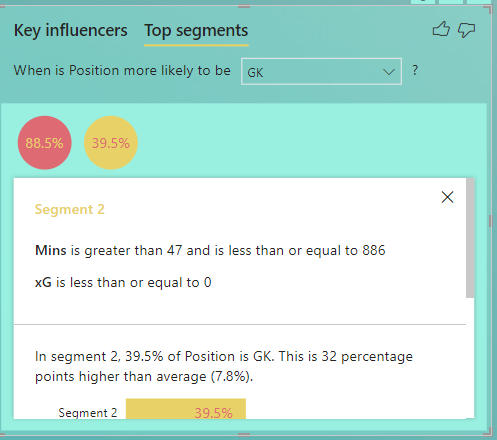 Key influencers Top segments
When is Position more likely to be GK ?
88.5% 39.5%
Segment 2
Mins is greater than 47 and is less than or equal to 886
xG is less than or equal to 0
In segment 2, 39.5% of Position is GK. This is 32 percentage
points higher than average (7.8%).
Segment 2 39.5%